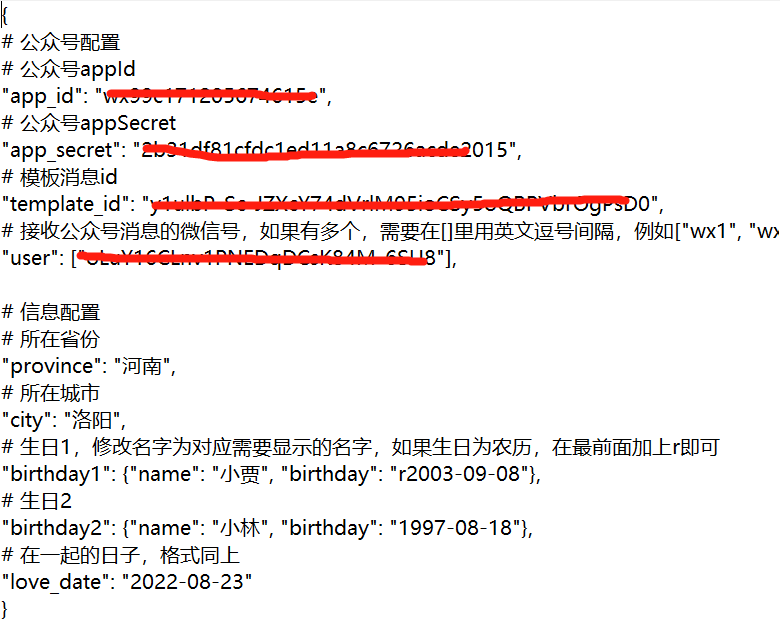 {
# 公众号配置
# 公众号appId
"app_id": "",
# 公众号appSecret
"app_secret": "2015",
# 模板消息id
"template_id": "D0",
# 接收公众号消息的微信号，如果有多个，需要在[]里用英文逗号间隔，例如["wx1", "wx
"user": ["8"],
# 信息配置
# 所在省份
"province": "河南",
# 所在城市
"city": "洛阳",
# 生日1，修改名字为对应需要显示的名字，如果生日为农历，在最前面加上r即可
"birthday1": {"name": "小贾", "birthday": "r2003-09-08"},
# 生日2
"birthday2": {"name": "小林", "birthday": "1997-08-18"},
# 在一起的日子，格式同上
"love_date": "2022-08-23"
}